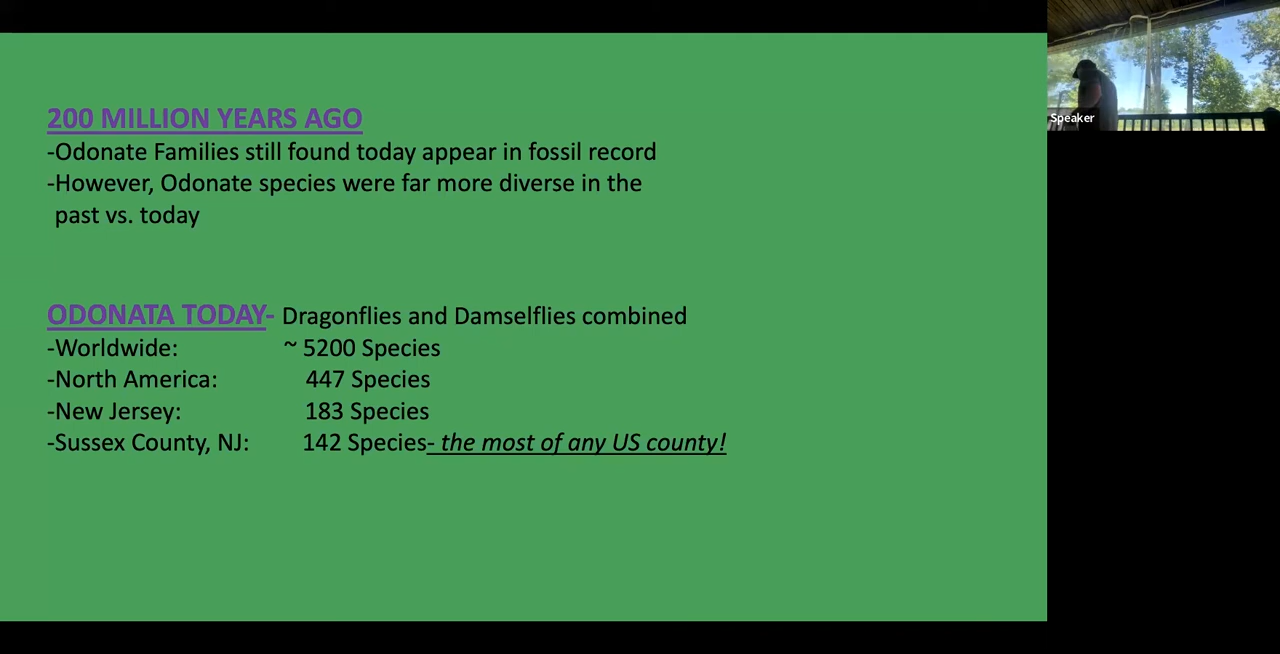 200 MILLION YEARS AGO
-Odonate Families still found today appear in fossil record
-However, Odonate species were far more diverse in the
past vs. today
ODONATA TODAY- Dragonflies and Damselflies combined
-Worldwide: ~ 5200 Species
-North America: 447 Species
-New Jersey: 183 Species
-Sussex County, NJ: 142 Species- the most of any US county!
Speaker